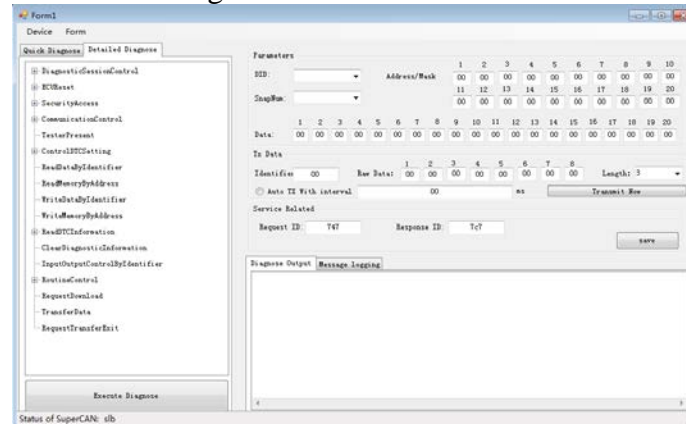 Form1
Device Form
Quick Diagnose Detailed Diagnose
DiagnosticSessionControl
ECUReset
SecurityAccess
CommunicationControl
TesterPresent
ControlDTCSetting
ReadDataByIdentifier
ReadMemoryByAddress
WriteDataByIdentifier
WriteMemoryByAddress
ReadDTCInformation
ClearDiagnosticInformation
InputOutputControlByIdentifier
RoutineControl
RequestDownload
TransferData
RequestTransferExit
Execute Diagnose
Parameters
1 2 3 4 5 6 7 8 9 10
DID: Address/Mask 00 00 00 00 00 00 00 00 00 00
11 12 13 14 15 16 17 18 19 20
SnapNum: 00 00 00 00 00 00 00 00 00 00
1 2 3 4 5 6 7 8 9 10 11 12 13 14 15 16 17 18 19 20
Data: 00 00 00 00 00 00 00 00 00 00 00 00 00 00 00 00 00 00 00 00
Tx Data
1 2 3 4 5 6 7 8
Identifier 00 Raw Data: 00 00 00 00 00 00 00 00 Length: 3
Auto TX With interval 00 ms Transmit Now
Service Related
Request ID: 747 Response ID: 7c7
save
Diagnose Output Message logging
Status of SuperCAN: slb